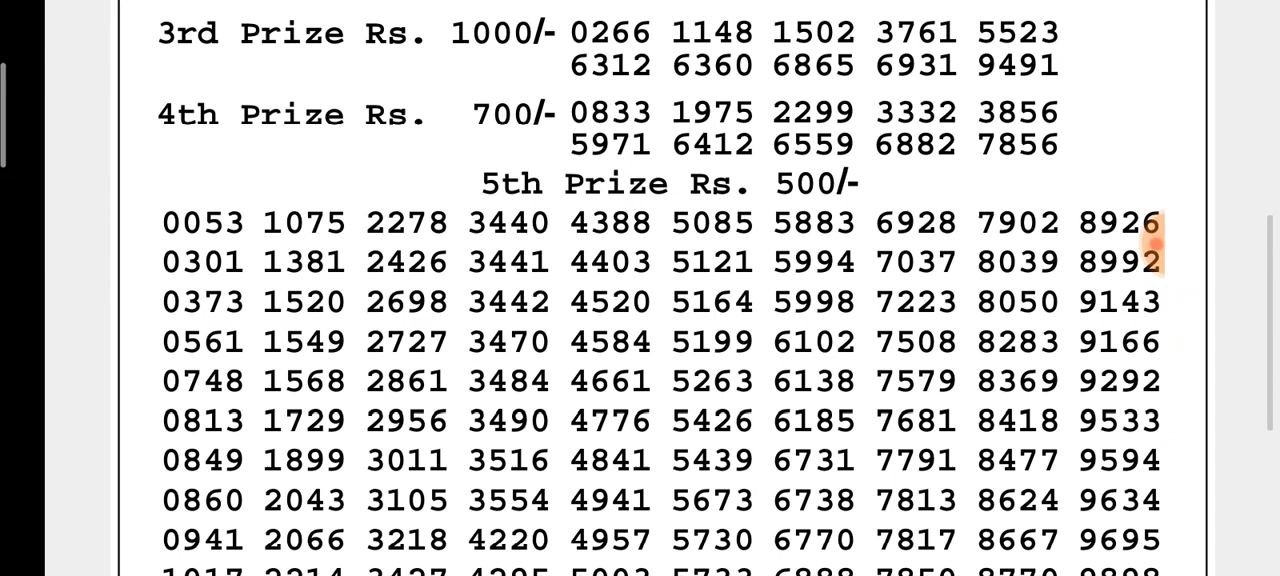 3rd Prize Rs. 1000/- 0266 1148 1502 3761 5523
6312 6360 6865 6931 9491
4th Prize Rs. 700/- 0833 1975 2299 3332 3856
5971 6412 6559 6882 7856
5th Prize Rs. 500/-
0053 1075 2278 3440 4388 5085 5883 6928 7902 8926
0301 1381 2426 3441 4403 5121 5994 7037 8039 8992
0373 1520 2698 3442 4520 5164 5998 7223 8050 9143
0561 1549 2727 3470 4584 5199 6102 7508 8283 9166
0748 1568 2861 3484 4661 5263 6138 7579 8369 9292
0813 1729 2956 3490 4776 5426 6185 7681 8418 9533
0849 1899 3011 3516 4841 5439 6731 7791 8477 9594
0860 2043 3105 3554 4941 5673 6738 7813 8624 9634
0941 2066 3218 4220 4957 5730 6770 7817 8667 9695